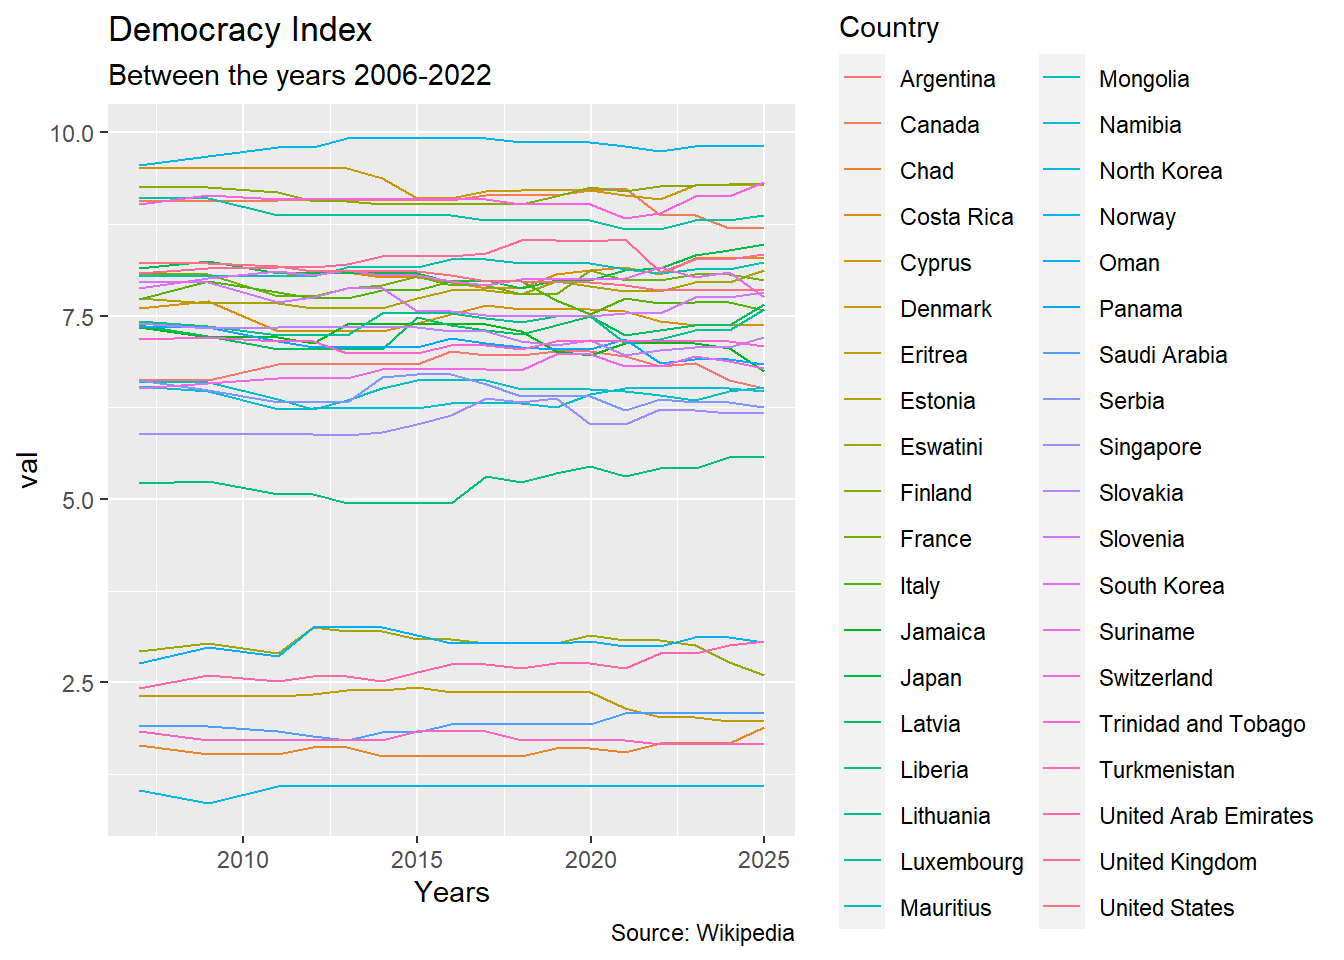 Democracy Index
Between the years 2006-2022
10.0
7.5
5.0
2.5
val
2010
2015
2020
2025
Years
Source: Wikipedia
Country
Argentina
Canada
Chad
Costa Rica
Cyprus
Denmark
Eritrea
Estonia
Eswatini
Finland
France
Italy
Jamaica
Japan
Latvia
Liberia
Lithuania
Luxembourg
Mauritius
Mongolia
Namibia
North Korea
Norway
Oman
Panama
Saudi Arabia
Serbia
Singapore
Slovakia
Slovenia
South Korea
Suriname
Switzerland
Trinidad and Tobago
Turkmenistan
United Arab Emirates
United Kingdom
United States